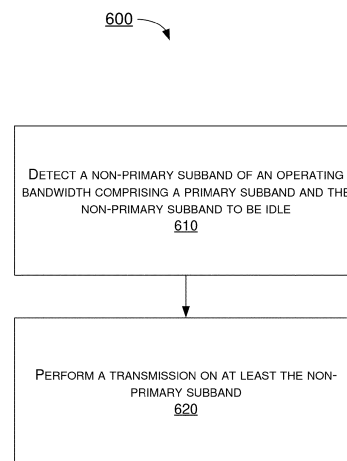 600
DETECT A NON-PRIMARY SUBBAND OF AN OPERATING
BANDWIDTH COMPRISING A PRIMARY SUBBAND AND THE
NON-PRIMARY SUBBAND TO BE IDLE
610
PERFORM A TRANSMISSION ON AT LEAST THE NON-
PRIMARY SUBBAND
620